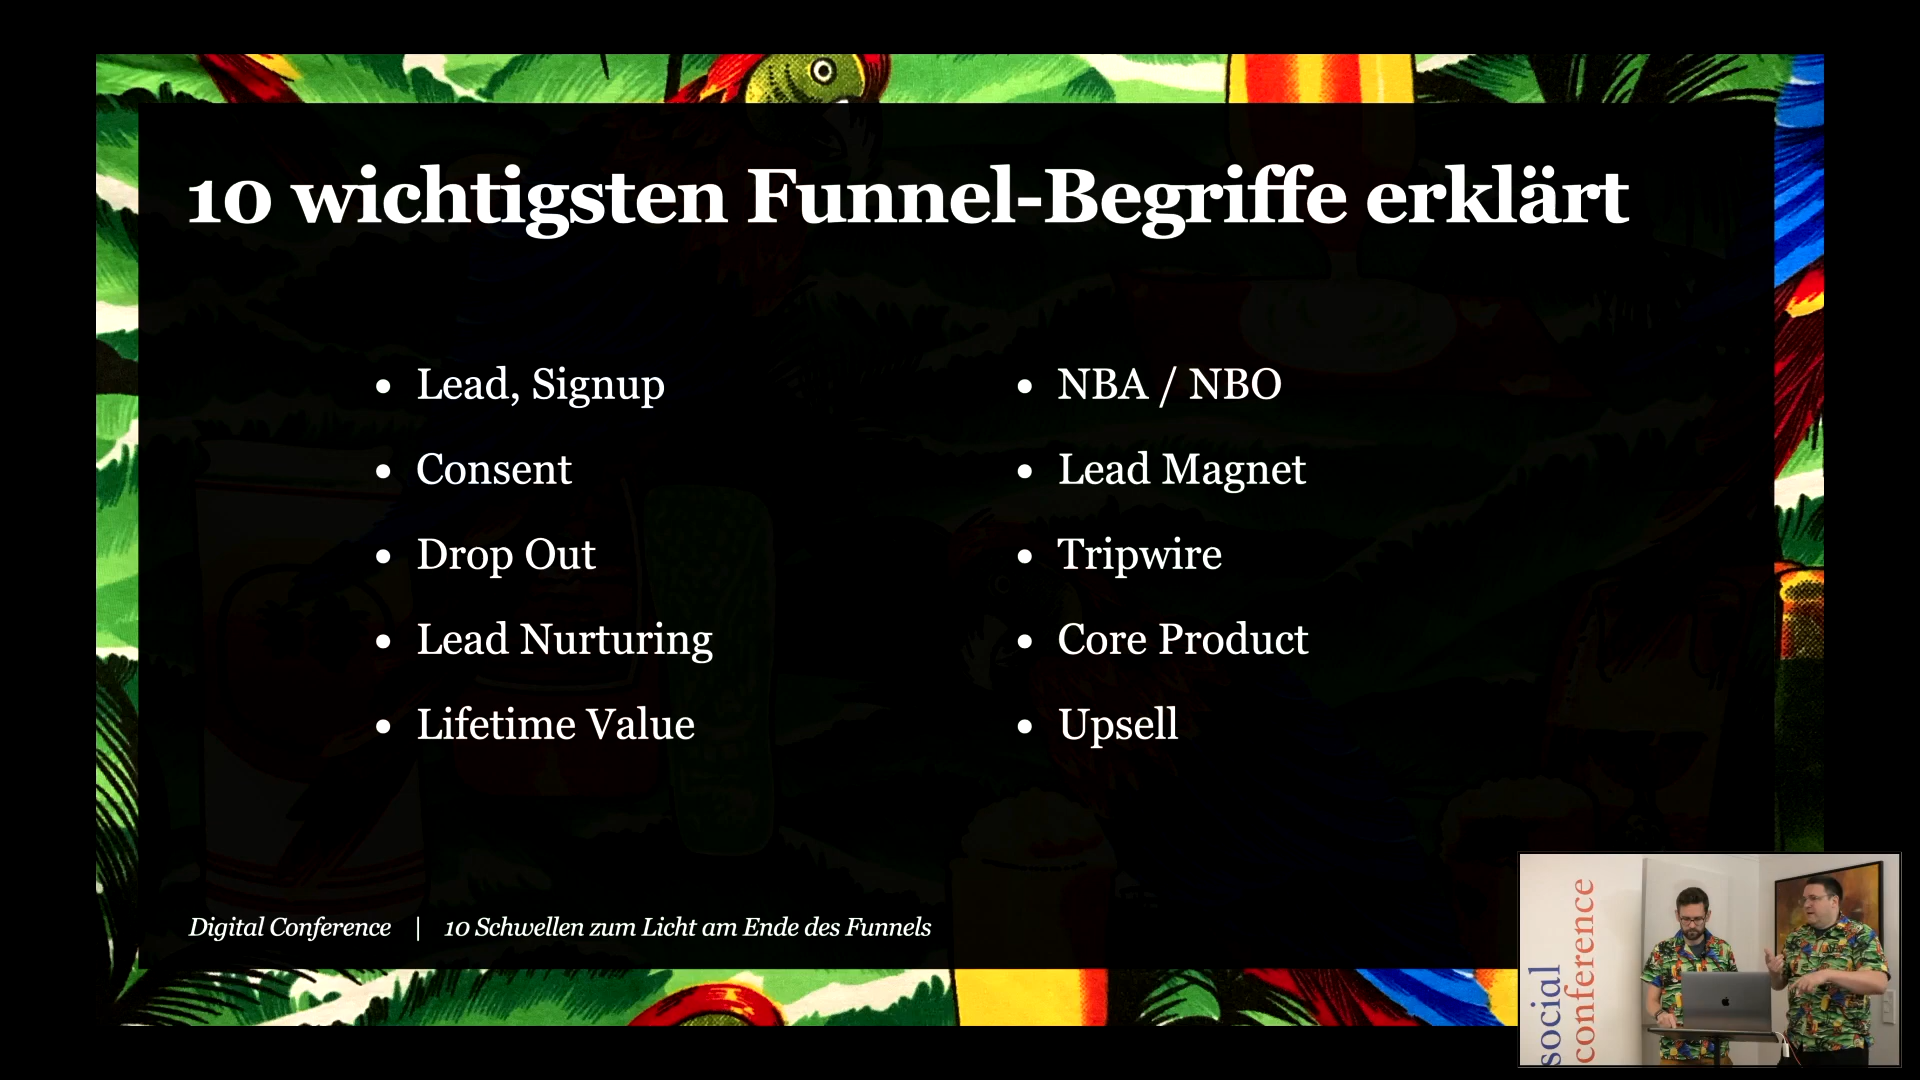 10 wichtigsten Funnel-Begriffe erklärt
• Lead, Signup
• Consent
• Drop Out
• Lead Nurturing
• Lifetime Value
• NBA / NBO
• Lead Magnet
• Tripwire
• Core Product
• Upsell
Digital Conference | 10 Schwellen zum Licht am Ende des Funnels
social
conference